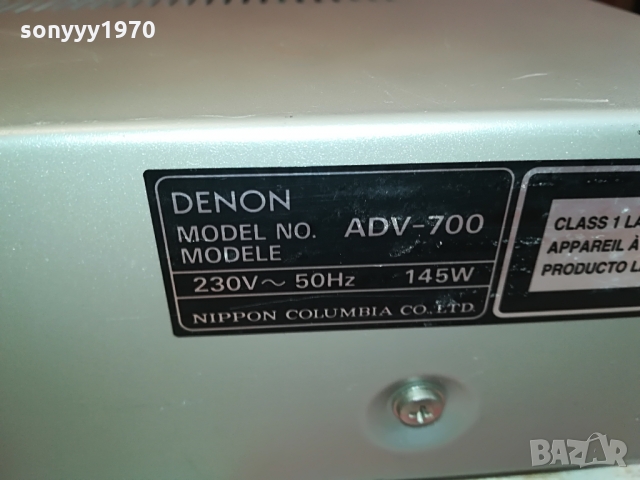 sonyyy1970
DENON
MODEL NO. ADV-700
MODELE
230V~ 50Hz 145W
NIPPON COLUMBIA CO., LTD.
CLASS 1 LA
APPAREIL À
PRODUCTO LA
BAZAR